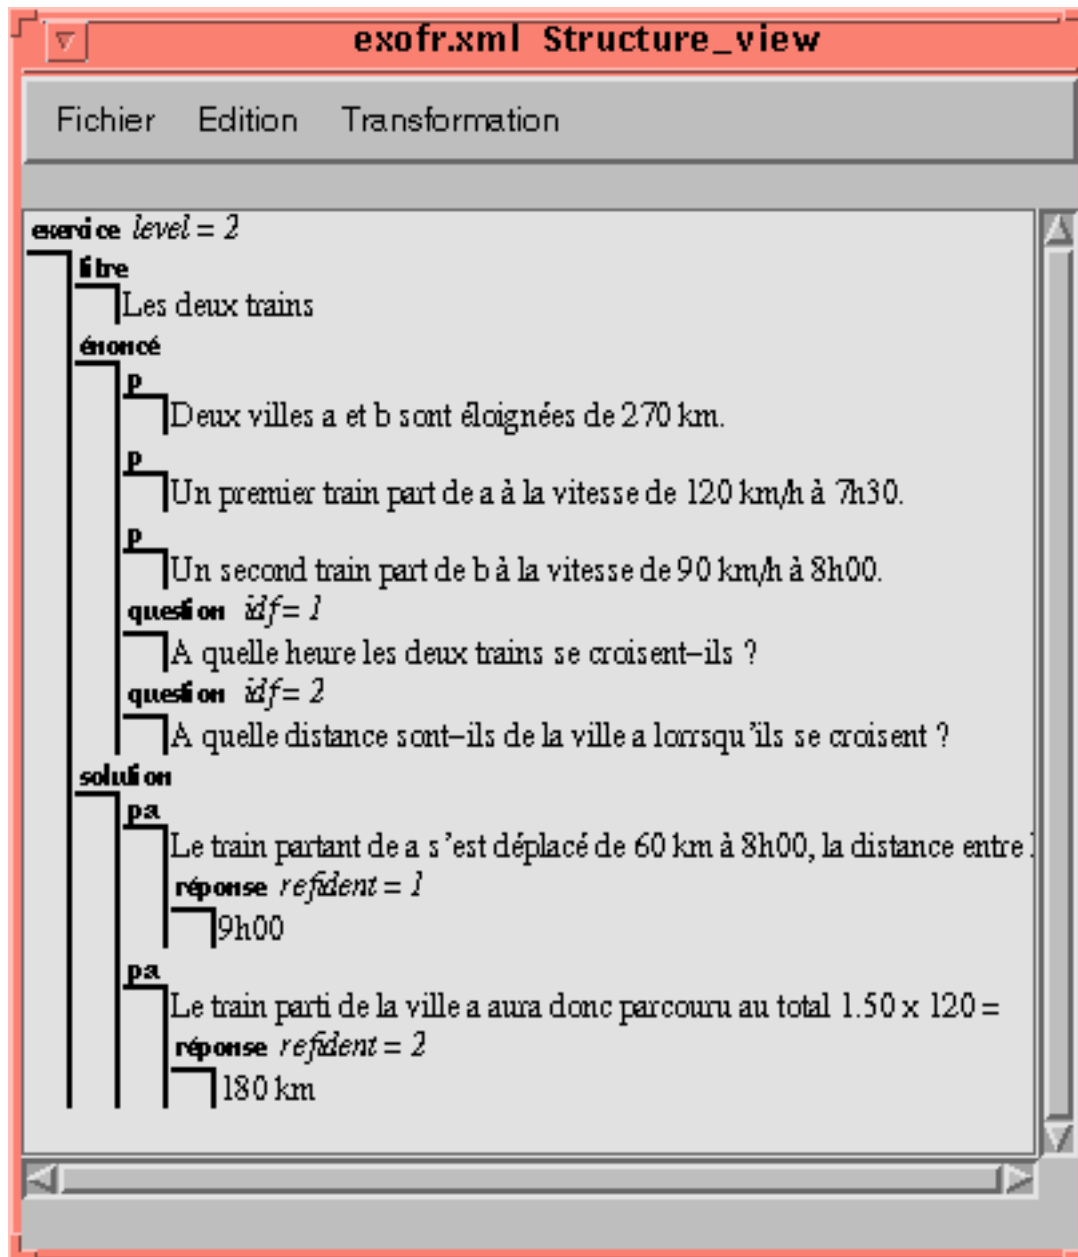 exofr.xml Structure_view
Fichier Edition Transformation
exercice level = 2
titre
Les deux trains
énoncé
p
Deux villes a et b sont éloignées de 270 km.
p
Un premier train part de a à la vitesse de 120 km/h à 7h30.
p
Un second train part de b à la vitesse de 90 km/h à 8h00.
question idf = 1
A quelle heure les deux trains se croisent-ils ?
question idf = 2
A quelle distance sont-ils de la ville a lorrsqu'ils se croisent ?
solution
pa
Le train partant de a s'est déplacé de 60 km à 8h00, la distance entre
réponse refident = 1
9h00
pa
Le train parti de la ville a aura donc parcouru au total 1.50 x 120 =
réponse refident = 2
180 km